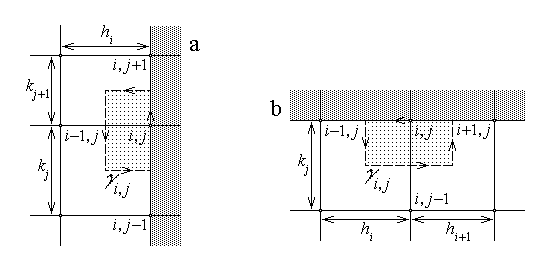 h_i
a
i, j+1
k_{j+1}
i−1, j
i, j
k_j
γ_{i,j}
i, j−1
b
i−1, j
i, j
i+1, j
k_j
γ_{i,j}
i, j−1
h_i
h_{i+1}